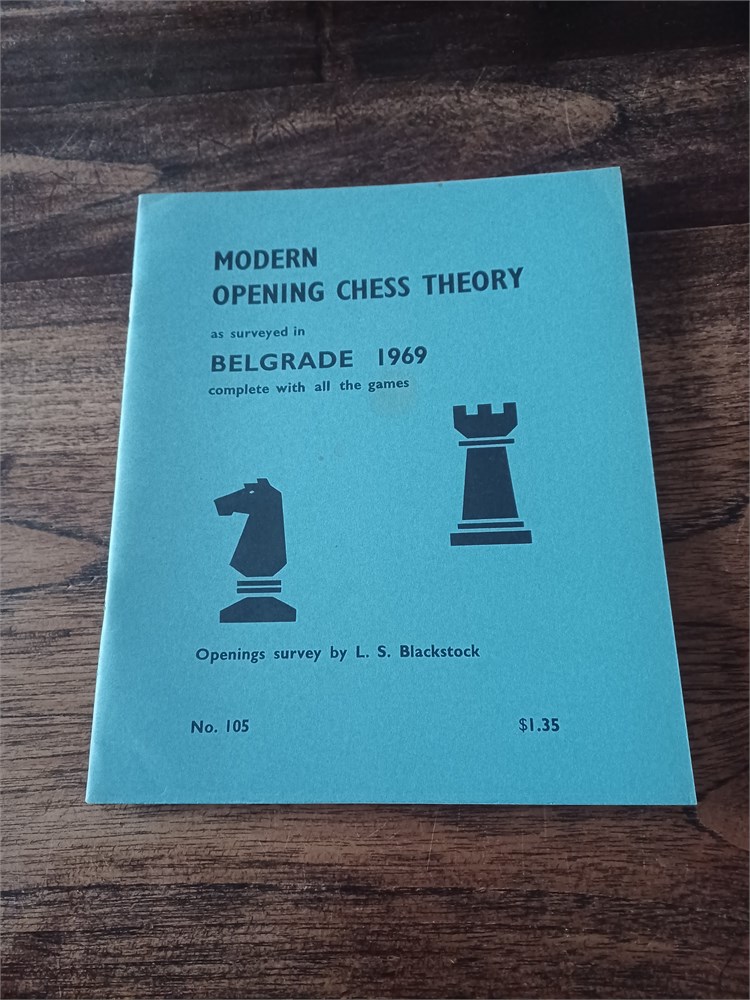 MODERN
OPENING CHESS THEORY
as surveyed in
BELGRADE 1969
complete with all the games
Openings survey by L. S. Blackstock
No. 105 $1.35